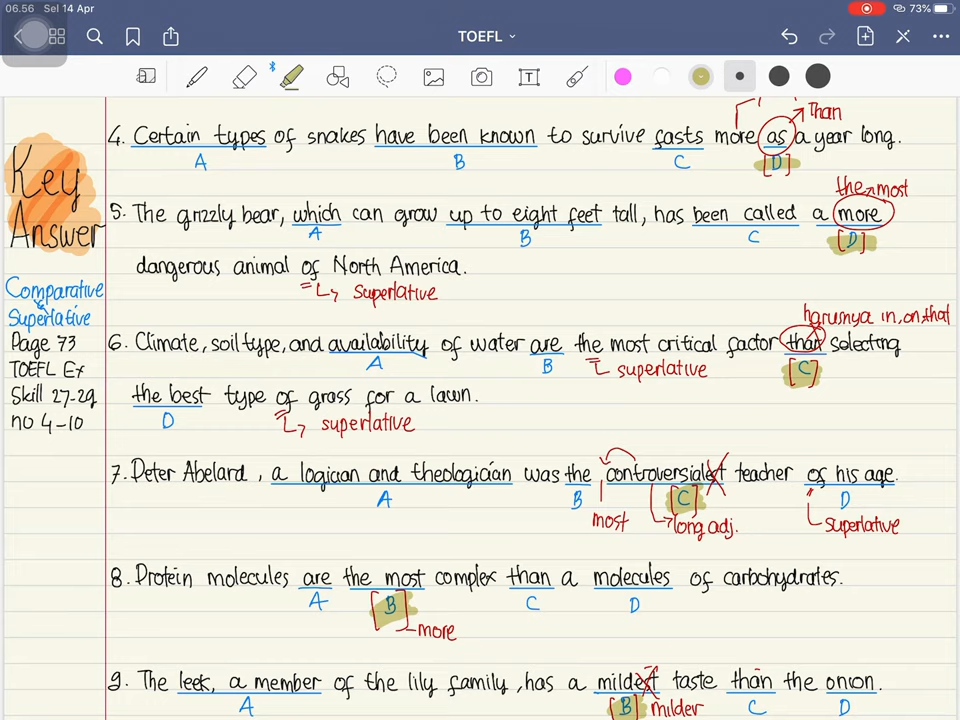 06.56 Sel 14 Apr
73%
TOEFL
Key
Answer
Comparative
Superlative
Page 73
TOEFL Ex
Skill 27-29
no 4-10
Than
4. Certain types of snakes have been known to survive fasts more as a year long.
A B C [D]
the most
5. The grizzly bear, which can grow up to eight feet tall, has been called a more
A B C [D]
dangerous animal of North America.
superlative
harusnya in, on, that
6. Climate, soil type, and availability of water are the most critical factor than selecting
A B superlative [C]
the best type of grass for a lawn.
D superlative
7. Peter Abelard, a logician and theologician was the controversialest teacher of his age.
A B [C] D
most long adj. superlative
8. Protein molecules are the most complex than a molecules of carbohydrates.
A [B] C D
more
9. The leek, a member of the lily family, has a mildest taste than the onion.
A [B] milder C D